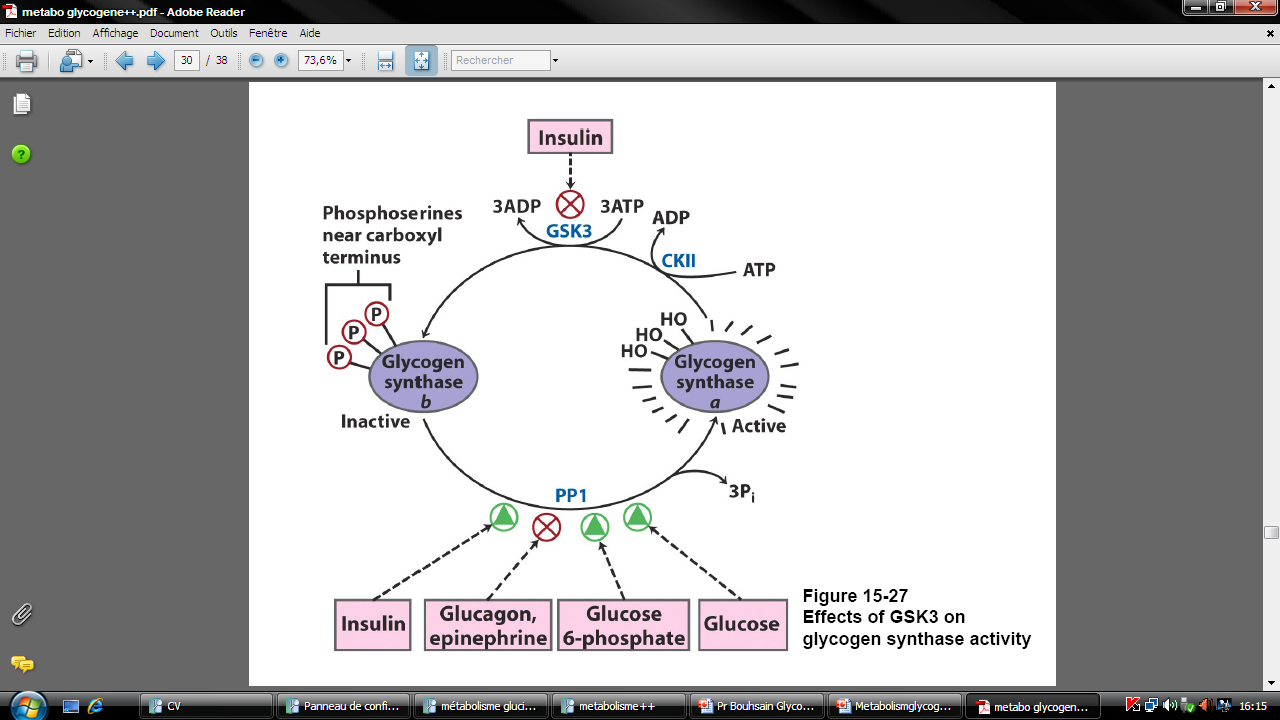 metabo glycogene++.pdf - Adobe Reader
Fichier Edition Affichage Document Outils Fenêtre Aide
30 / 38 73,6% Rechercher
Insulin
3ADP 3ATP
GSK3
ADP
CKII
ATP
Phosphoserines
near carboxyl
terminus
P
P
P
HO
HO
HO
Glycogen
synthase
b
Inactive
Glycogen
synthase
a
Active
PP1
3Pi
Insulin
Glucagon,
epinephrine
Glucose
6-phosphate
Glucose
Figure 15-27
Effects of GSK3 on
glycogen synthase activity
CV
Panneau de confi...
métabolisme gluci...
metabolisme++
Pr Bouhsain Glyco...
Metabolismglycog...
metabo glycogen...
16:15